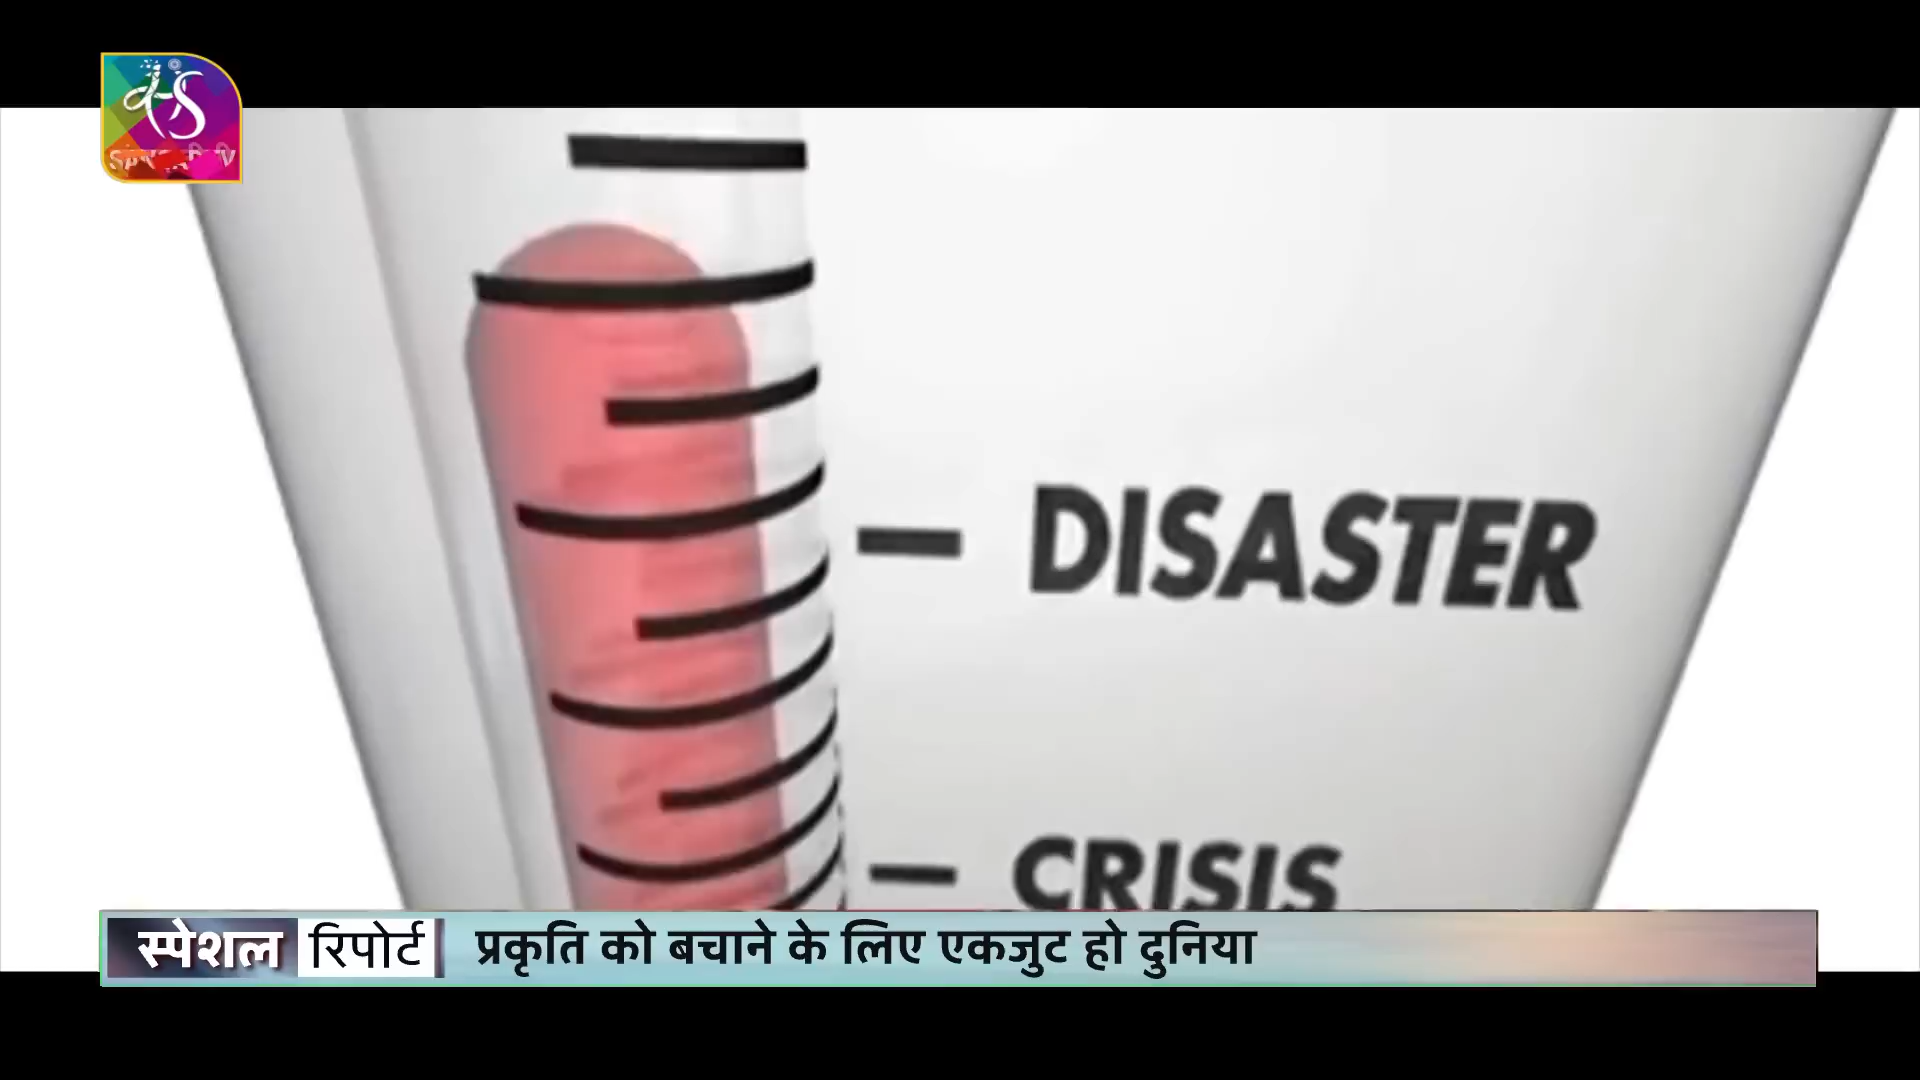 DISASTER
CRISIS
स्पेशल रिपोर्ट प्रकृति को बचाने के लिए एकजुट हो दुनिया